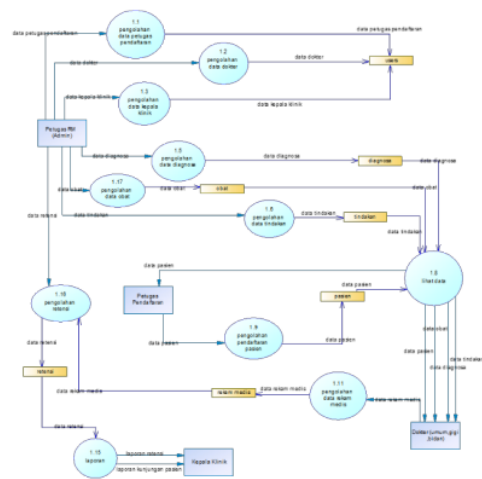 1.1
pengolahan
data petugas
pendaftaran
data petugas pendaftaran
data petugas pendaftaran
1.2
pengolahan
data dokter
data dokter
data dokter
users
1.3
pengolahan
data kepala
klinik
data kepala klinik
data kepala klinik
Petugas RM
(Admin)
data diagnosa
1.5
pengolahan
data diagnosa
data diagnosa
diagnosa
data diagnosa
1.17
pengolahan
data obat
data obat
data obat
obat
data obat
data tindakan
1.6
pengolahan
data tindakan
data tindakan
tindakan
data tindakan
data retensi
data pasien
1.8
lihat data
1.18
pengolahan
retensi
Petugas
Pendaftaran
pasien
data pasien
data pasien
1.9
pengolahan
pendaftaran
pasien
data pasien
data pasien
data obat
data tindakan
data diagnosa
data retensi
retensi
data rekam medis
rekam medis
data rekam medis
1.11
pengolahan
data rekam
medis
data rekam medis
Dokter(umum,gigi
,bidan)
data retensi
1.15
laporan
laporan retensi
laporan kunjungan pasien
Kepala Klinik